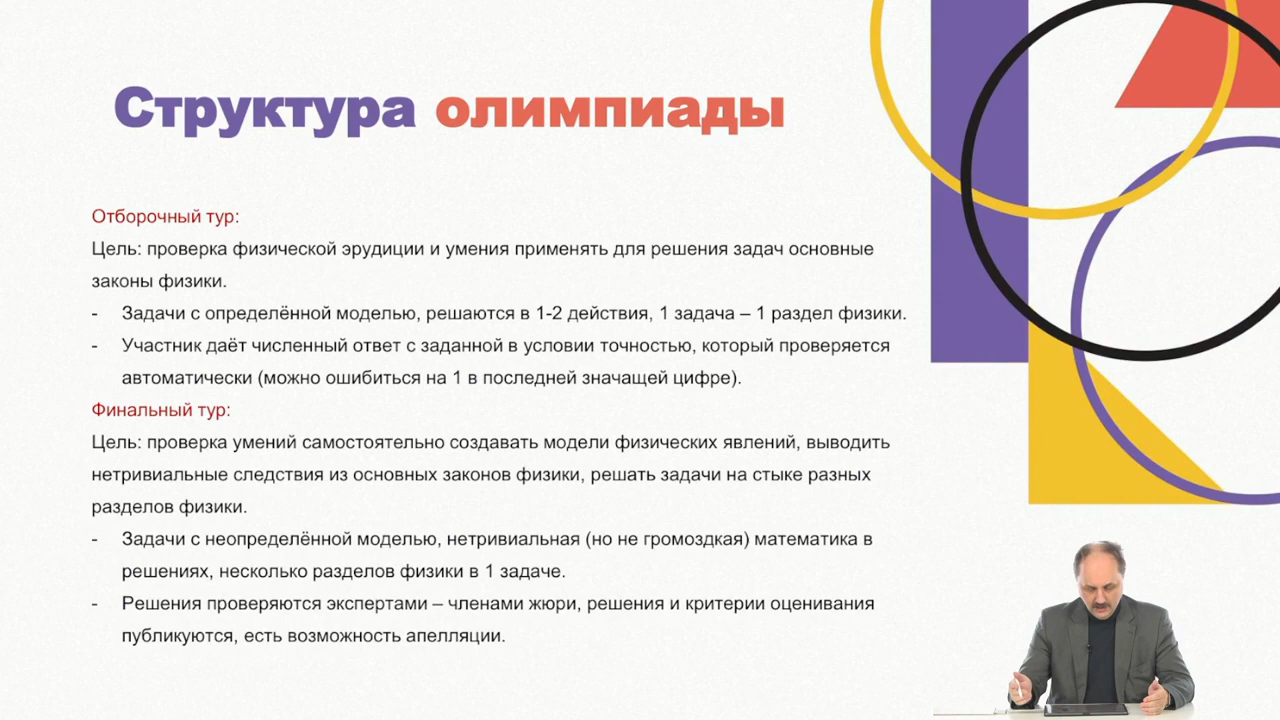 Структура олимпиады
Отборочный тур:
Цель: проверка физической эрудиции и умения применять для решения задач основные
законы физики.
- Задачи с определённой моделью, решаются в 1-2 действия, 1 задача – 1 раздел физики.
- Участник даёт численный ответ с заданной в условии точностью, который проверяется
автоматически (можно ошибиться на 1 в последней значащей цифре).
Финальный тур:
Цель: проверка умений самостоятельно создавать модели физических явлений, выводить
нетривиальные следствия из основных законов физики, решать задачи на стыке разных
разделов физики.
- Задачи с неопределённой моделью, нетривиальная (но не громоздкая) математика в
решениях, несколько разделов физики в 1 задаче.
- Решения проверяются экспертами – членами жюри, решения и критерии оценивания
публикуются, есть возможность апелляции.